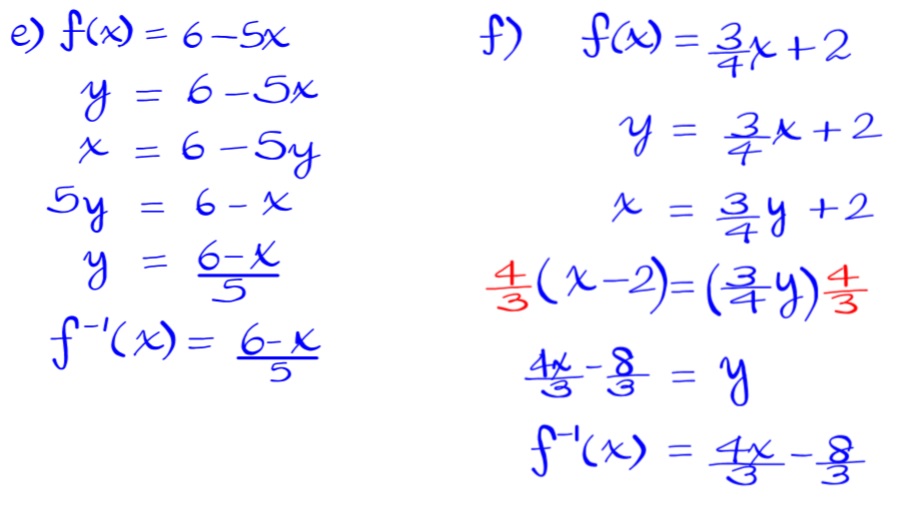 e) f(x) = 6 - 5x
y = 6 - 5x
x = 6 - 5y
5y = 6 - x
y = (6-x)/5
f⁻¹(x) = (6-x)/5
f) f(x) = 3/4 x + 2
y = 3/4 x + 2
x = 3/4 y + 2
4/3 (x - 2) = (3/4 y) 4/3
4x/3 - 8/3 = y
f⁻¹(x) = 4x/3 - 8/3